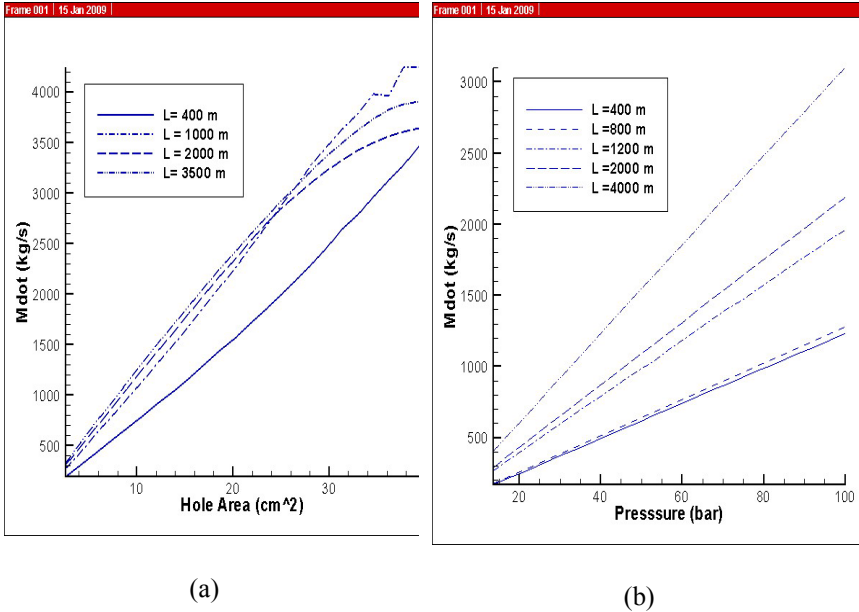 Frame 001 | 15 Jan 2009 |
4000
3500
3000
2500
2000
1500
1000
500
Mdot (kg/s)
L= 400 m
L= 1000 m
L= 2000 m
L= 3500 m
10
20
30
Hole Area (cm^2)
(a)
Frame 001 | 15 Jan 2009 |
3000
2500
2000
1500
1000
500
Mdot (kg/s)
L =400 m
L =800 m
L =1200 m
L =2000 m
L =4000 m
20
40
60
80
100
Presssure (bar)
(b)